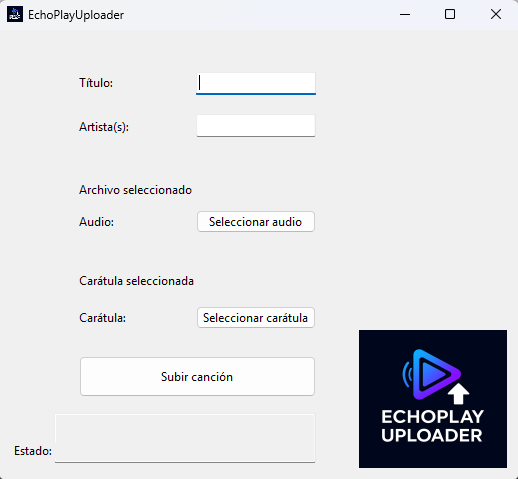 EchoPlayUploader
Título:
Artista(s):
Archivo seleccionado
Audio: Seleccionar audio
Carátula seleccionada
Carátula: Seleccionar carátula
Subir canción
Estado:
ECHOPLAY
UPLOADER